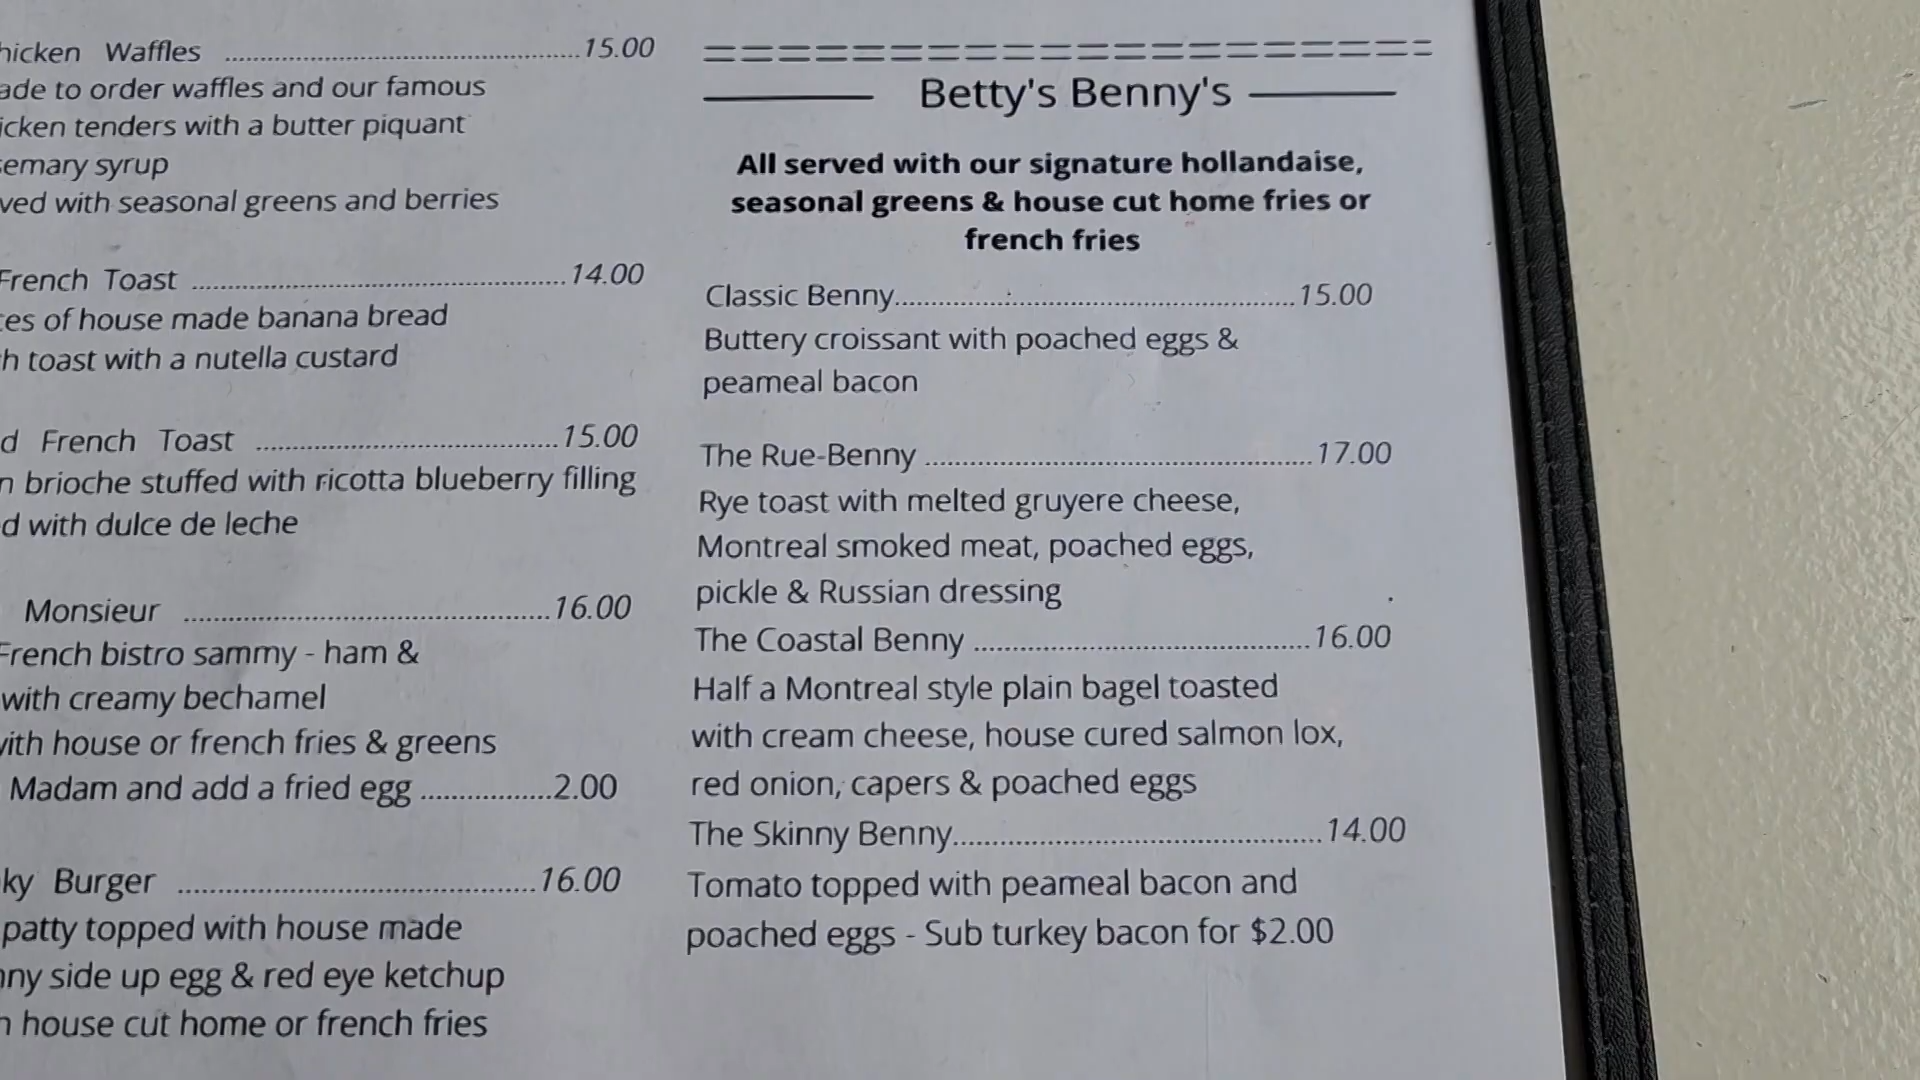 Waffles ........ 15.00
to order waffles and our famous
tenders with a butter piquant
syrup
with seasonal greens and berries
French Toast ........ 14.00
of house made banana bread
toast with a nutella custard
French Toast ........ 15.00
brioche stuffed with ricotta blueberry filling
with dulce de leche
Monsieur ........ 16.00
French bistro sammy - ham &
with creamy bechamel
with house or french fries & greens
Madam and add a fried egg ........ 2.00
Burger ........ 16.00
patty topped with house made
side up egg & red eye ketchup
house cut home or french fries
Betty's Benny's
All served with our signature hollandaise,
seasonal greens & house cut home fries or
french fries
Classic Benny........ 15.00
Buttery croissant with poached eggs &
peameal bacon
The Rue-Benny ........ 17.00
Rye toast with melted gruyere cheese,
Montreal smoked meat, poached eggs,
pickle & Russian dressing
The Coastal Benny ........ 16.00
Half a Montreal style plain bagel toasted
with cream cheese, house cured salmon lox,
red onion, capers & poached eggs
The Skinny Benny........ 14.00
Tomato topped with peameal bacon and
poached eggs - Sub turkey bacon for $2.00